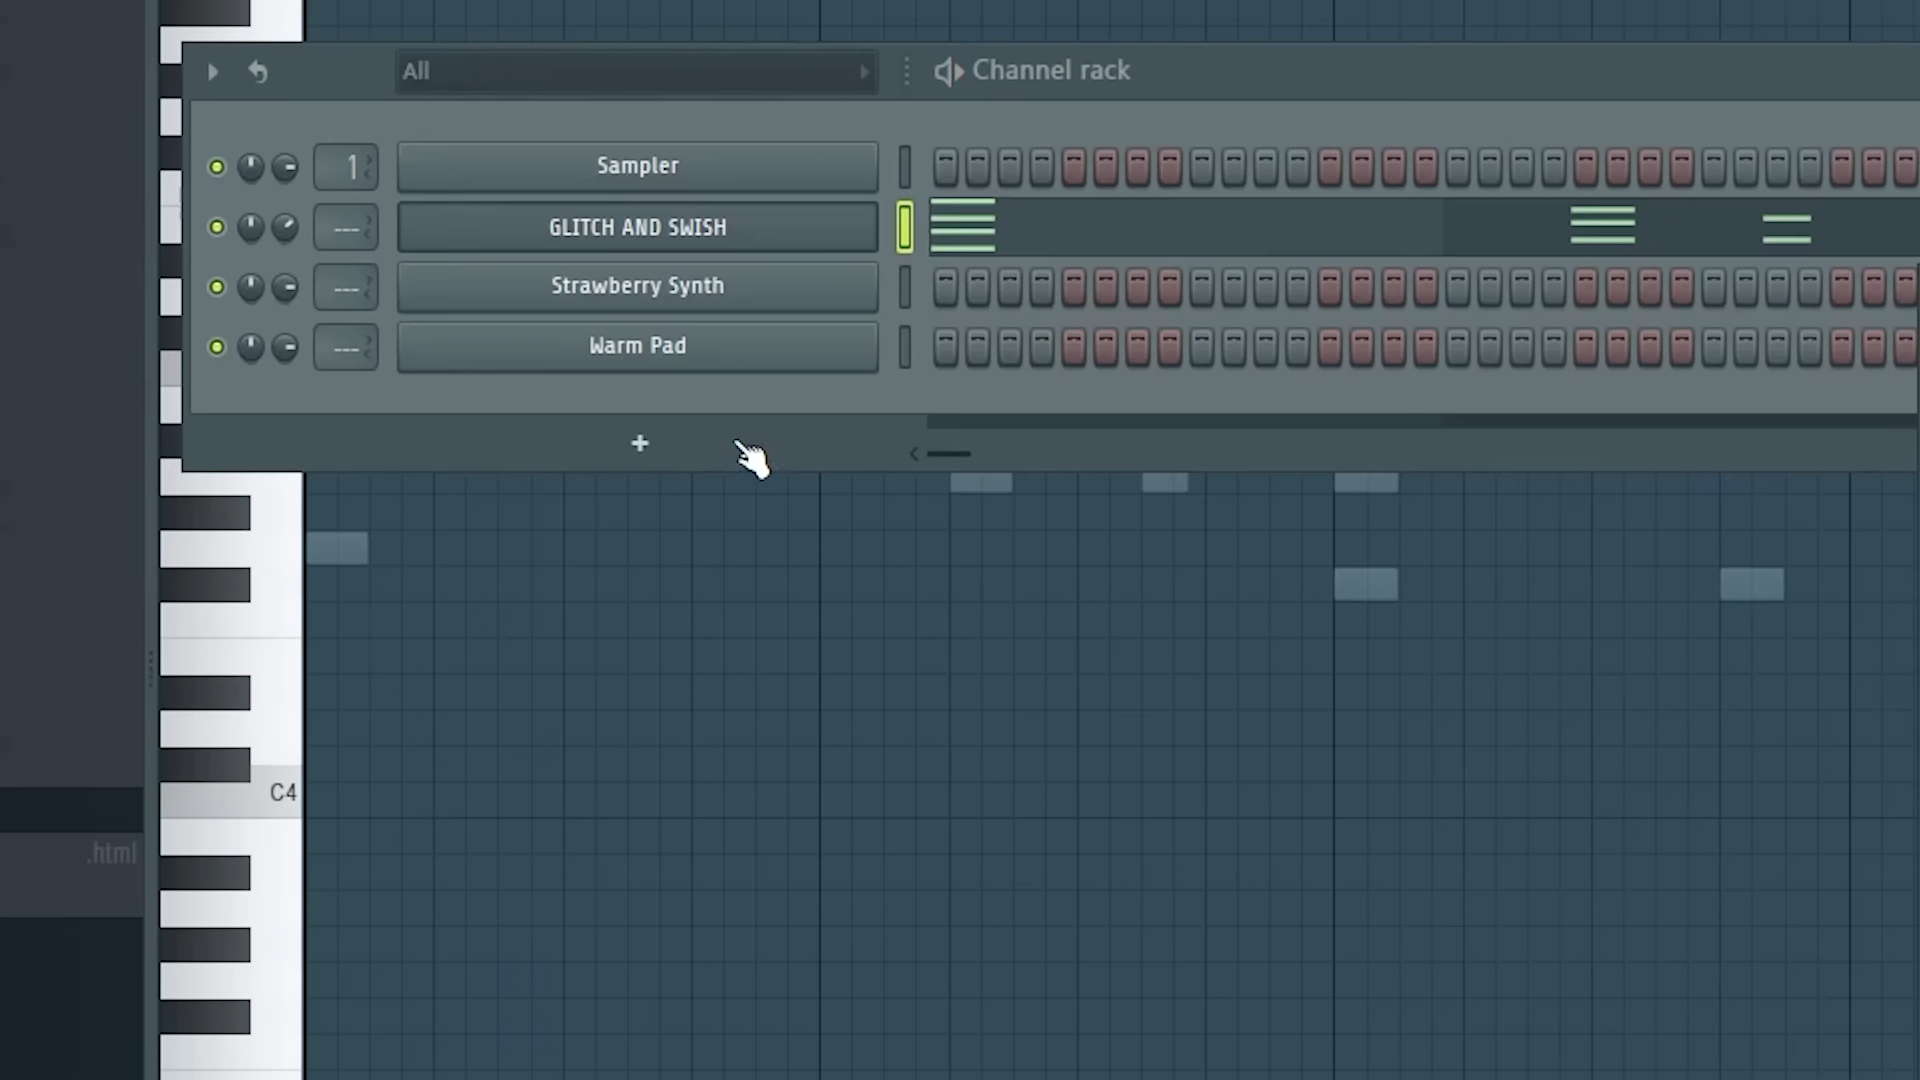 All
Channel rack
1 Sampler
--- GLITCH AND SWISH
--- Strawberry Synth
--- Warm Pad
+
C4
.html